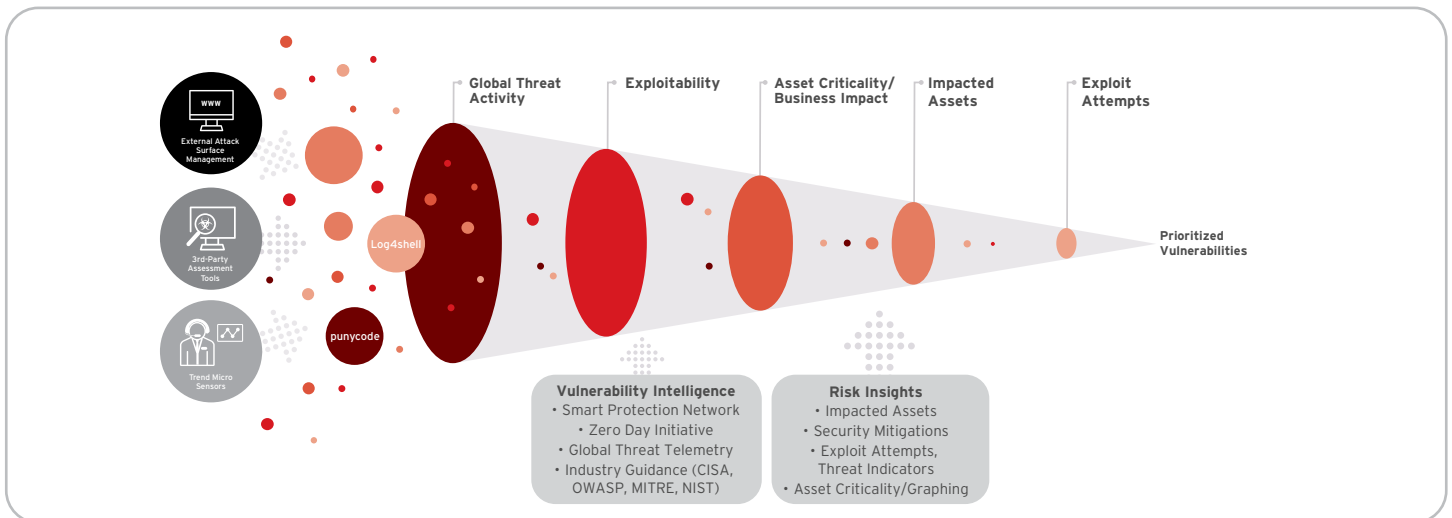 WWW
External Attack
Surface
Management
3rd-Party
Assessment
Tools
Trend Micro
Sensors
Log4shell
punycode
Global Threat
Activity
Exploitability
Asset Criticality/
Business Impact
Impacted
Assets
Exploit
Attempts
Prioritized
Vulnerabilities
Vulnerability Intelligence
• Smart Protection Network
• Zero Day Initiative
• Global Threat Telemetry
• Industry Guidance (CISA,
OWASP, MITRE, NIST)
Risk Insights
• Impacted Assets
• Security Mitigations
• Exploit Attempts,
Threat Indicators
• Asset Criticality/Graphing